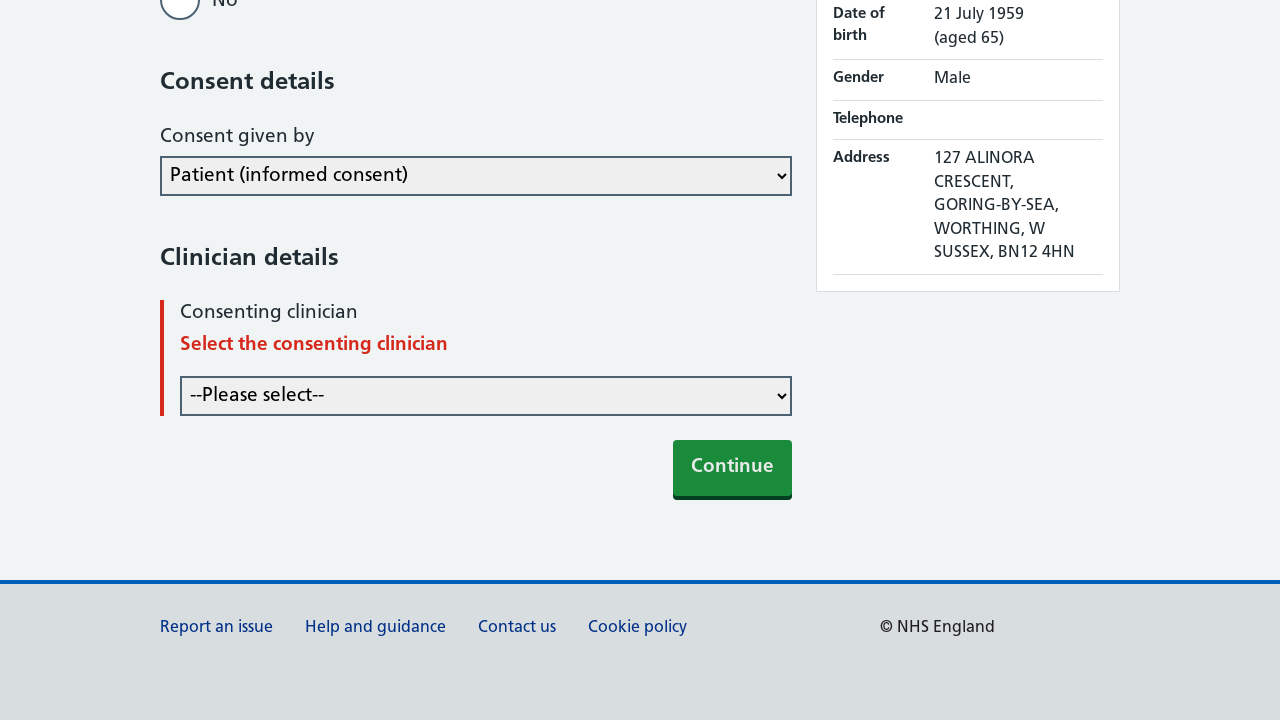 No
Consent details
Consent given by
Patient (informed consent)
Clinician details
Consenting clinician
Select the consenting clinician
--Please select--
Continue
Date of birth
21 July 1959
(aged 65)
Gender
Male
Telephone
Address
127 ALINORA
CRESCENT,
GORING-BY-SEA,
WORTHING, W
SUSSEX, BN12 4HN
Report an issue
Help and guidance
Contact us
Cookie policy
© NHS England